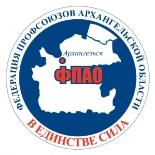 ФЕДЕРАЦИЯ ПРОФСОЮЗОВ АРХАНГЕЛЬСКОЙ ОБЛАСТИ
Архангельск
ФПАО
В ЕДИНСТВЕ СИЛА